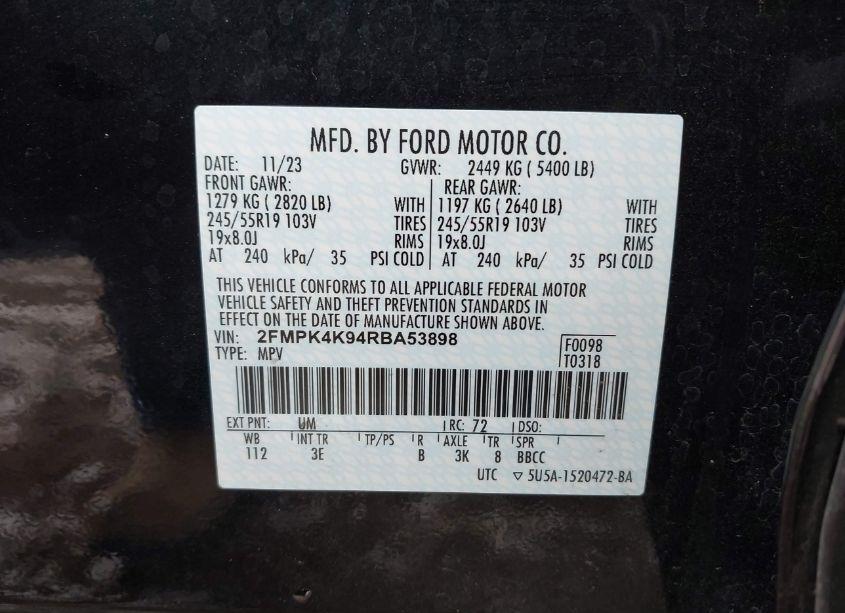 MFD. BY FORD MOTOR CO.
DATE: 11/23 GVWR: 2449 KG ( 5400 LB)
FRONT GAWR: REAR GAWR:
1279 KG ( 2820 LB) WITH 1197 KG ( 2640 LB) WITH
245/55R19 103V TIRES 245/55R19 103V TIRES
19x8.0J RIMS 19x8.0J RIMS
AT 240 kPa/ 35 PSI COLD AT 240 kPa/ 35 PSI COLD
THIS VEHICLE CONFORMS TO ALL APPLICABLE FEDERAL MOTOR
VEHICLE SAFETY AND THEFT PREVENTION STANDARDS IN
EFFECT ON THE DATE OF MANUFACTURE SHOWN ABOVE.
VIN: 2FMPK4K94RBA53898 F0098
TYPE: MPV T0318
EXT PNT: UM RC: 72 DSO:
WB INT TR TP/PS R AXLE TR SPR
112 3E B 3K 8 BBCC
UTC ▽ 5U5A-1520472-BA